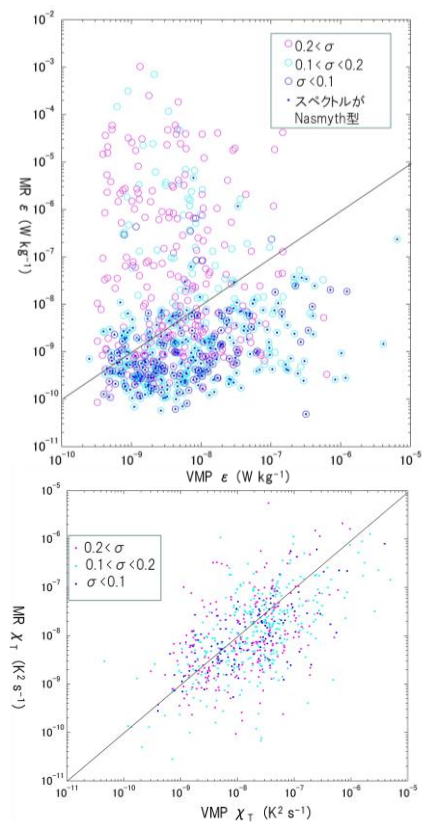 0.2< σ
0.1< σ <0.2
σ <0.1
スペクトルが
Nasmyth型
10⁻²
10⁻³
10⁻⁴
10⁻⁵
10⁻⁶
10⁻⁷
10⁻⁸
10⁻⁹
10⁻¹⁰
10⁻¹¹
MR ε (W kg⁻¹)
10⁻¹⁰ 10⁻⁹ 10⁻⁸ 10⁻⁷ 10⁻⁶ 10⁻⁵
VMP ε (W kg⁻¹)
0.2< σ
0.1< σ <0.2
σ <0.1
10⁻⁵
10⁻⁶
10⁻⁷
10⁻⁸
10⁻⁹
10⁻¹⁰
10⁻¹¹
MR χ_T (K² s⁻¹)
10⁻¹¹ 10⁻¹⁰ 10⁻⁹ 10⁻⁸ 10⁻⁷ 10⁻⁶ 10⁻⁵
VMP χ_T (K² s⁻¹)